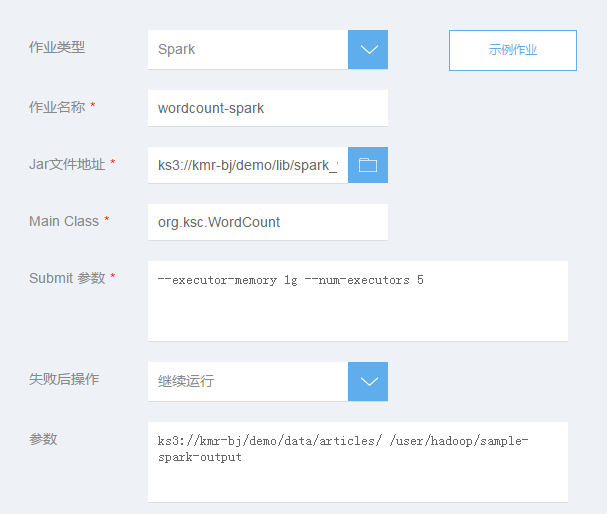 作业类型 Spark 示例作业
作业名称 * wordcount-spark
Jar文件地址 * ks3://kmr-bj/demo/lib/spark_
Main Class * org.ksc.WordCount
Submit 参数 * --executor-memory 1g --num-executors 5
失败后操作 继续运行
参数 ks3://kmr-bj/demo/data/articles/ /user/hadoop/sample-
spark-output